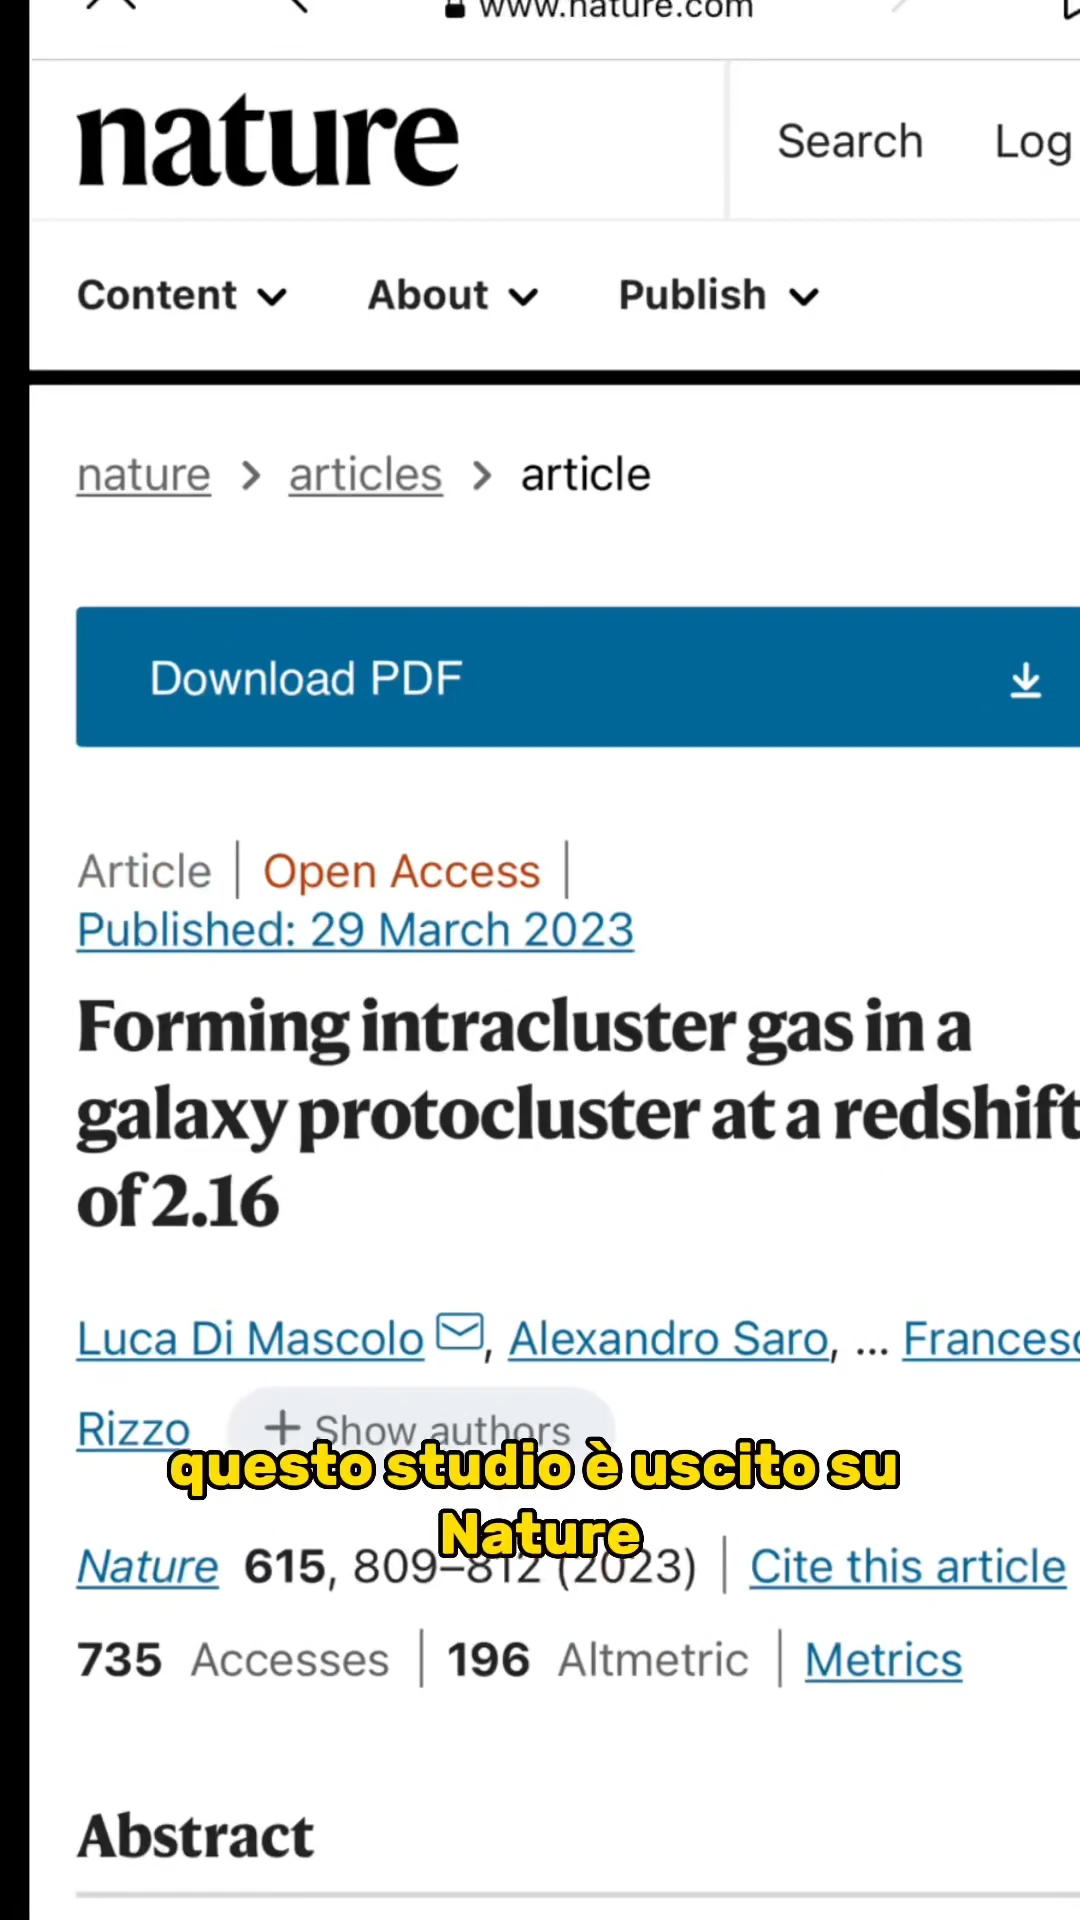 www.nature.com
nature
Search Log
Content About Publish
nature > articles > article
Download PDF
Article | Open Access |
Published: 29 March 2023
Forming intracluster gas in a
galaxy protocluster at a redshift
of 2.16
Luca Di Mascolo, Alexandro Saro, ... Francesc
Rizzo + Show authors
questo studio è uscito su
Nature
Nature 615, 809–812 (2023) | Cite this article
735 Accesses | 196 Altmetric | Metrics
Abstract